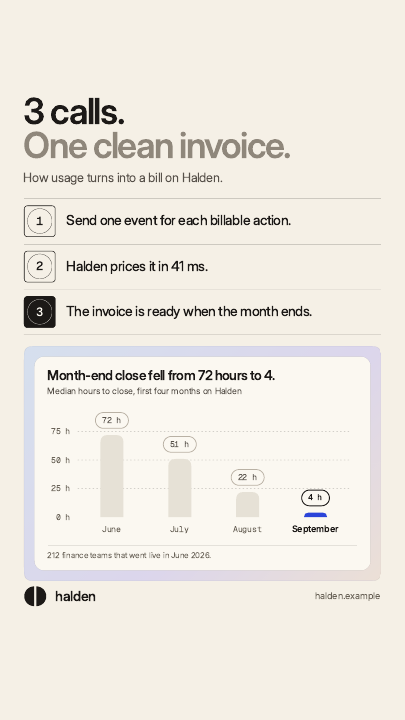 3 calls.
One clean invoice.
How usage turns into a bill on Halden.
1 Send one event for each billable action.
2 Halden prices it in 41 ms.
3 The invoice is ready when the month ends.
Month-end close fell from 72 hours to 4.
Median hours to close, first four months on Halden
72 h
75 h
51 h
50 h
22 h
25 h
4 h
0 h
June July August September
212 finance teams that went live in June 2026.
halden halden.example